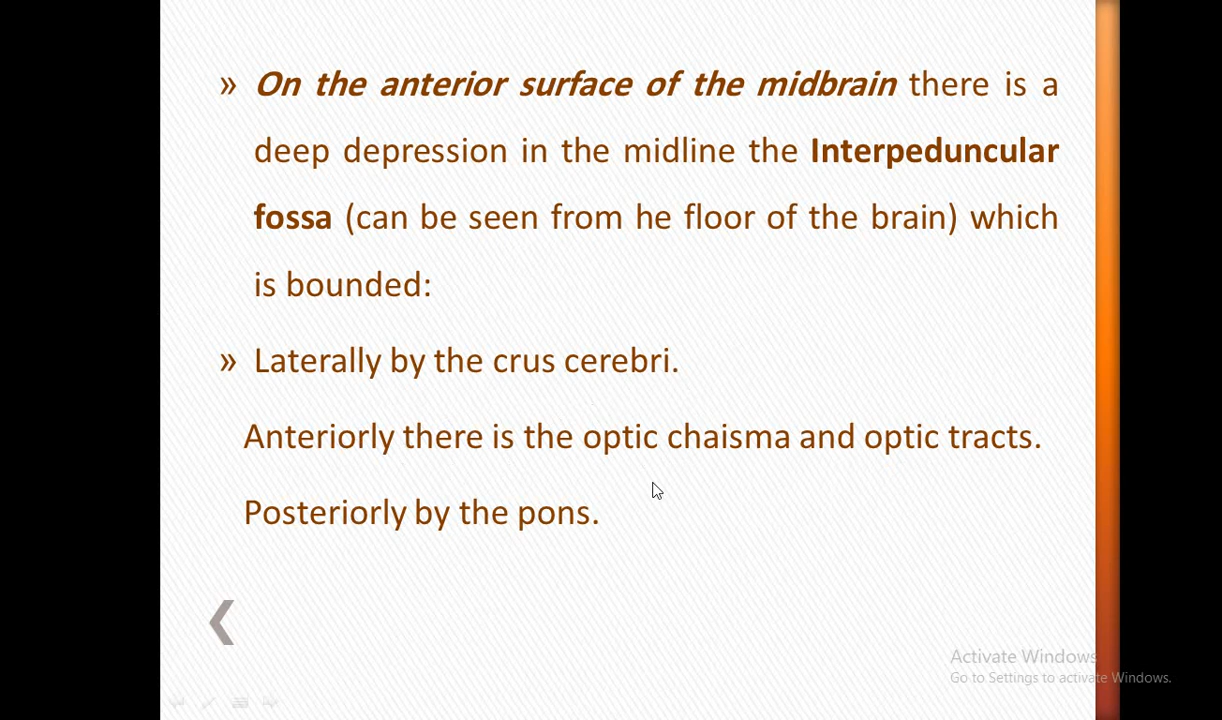 » On the anterior surface of the midbrain there is a
deep depression in the midline the Interpeduncular
fossa (can be seen from he floor of the brain) which
is bounded:
» Laterally by the crus cerebri.
Anteriorly there is the optic chaisma and optic tracts.
Posteriorly by the pons.
Activate Windows
Go to Settings to activate Windows.